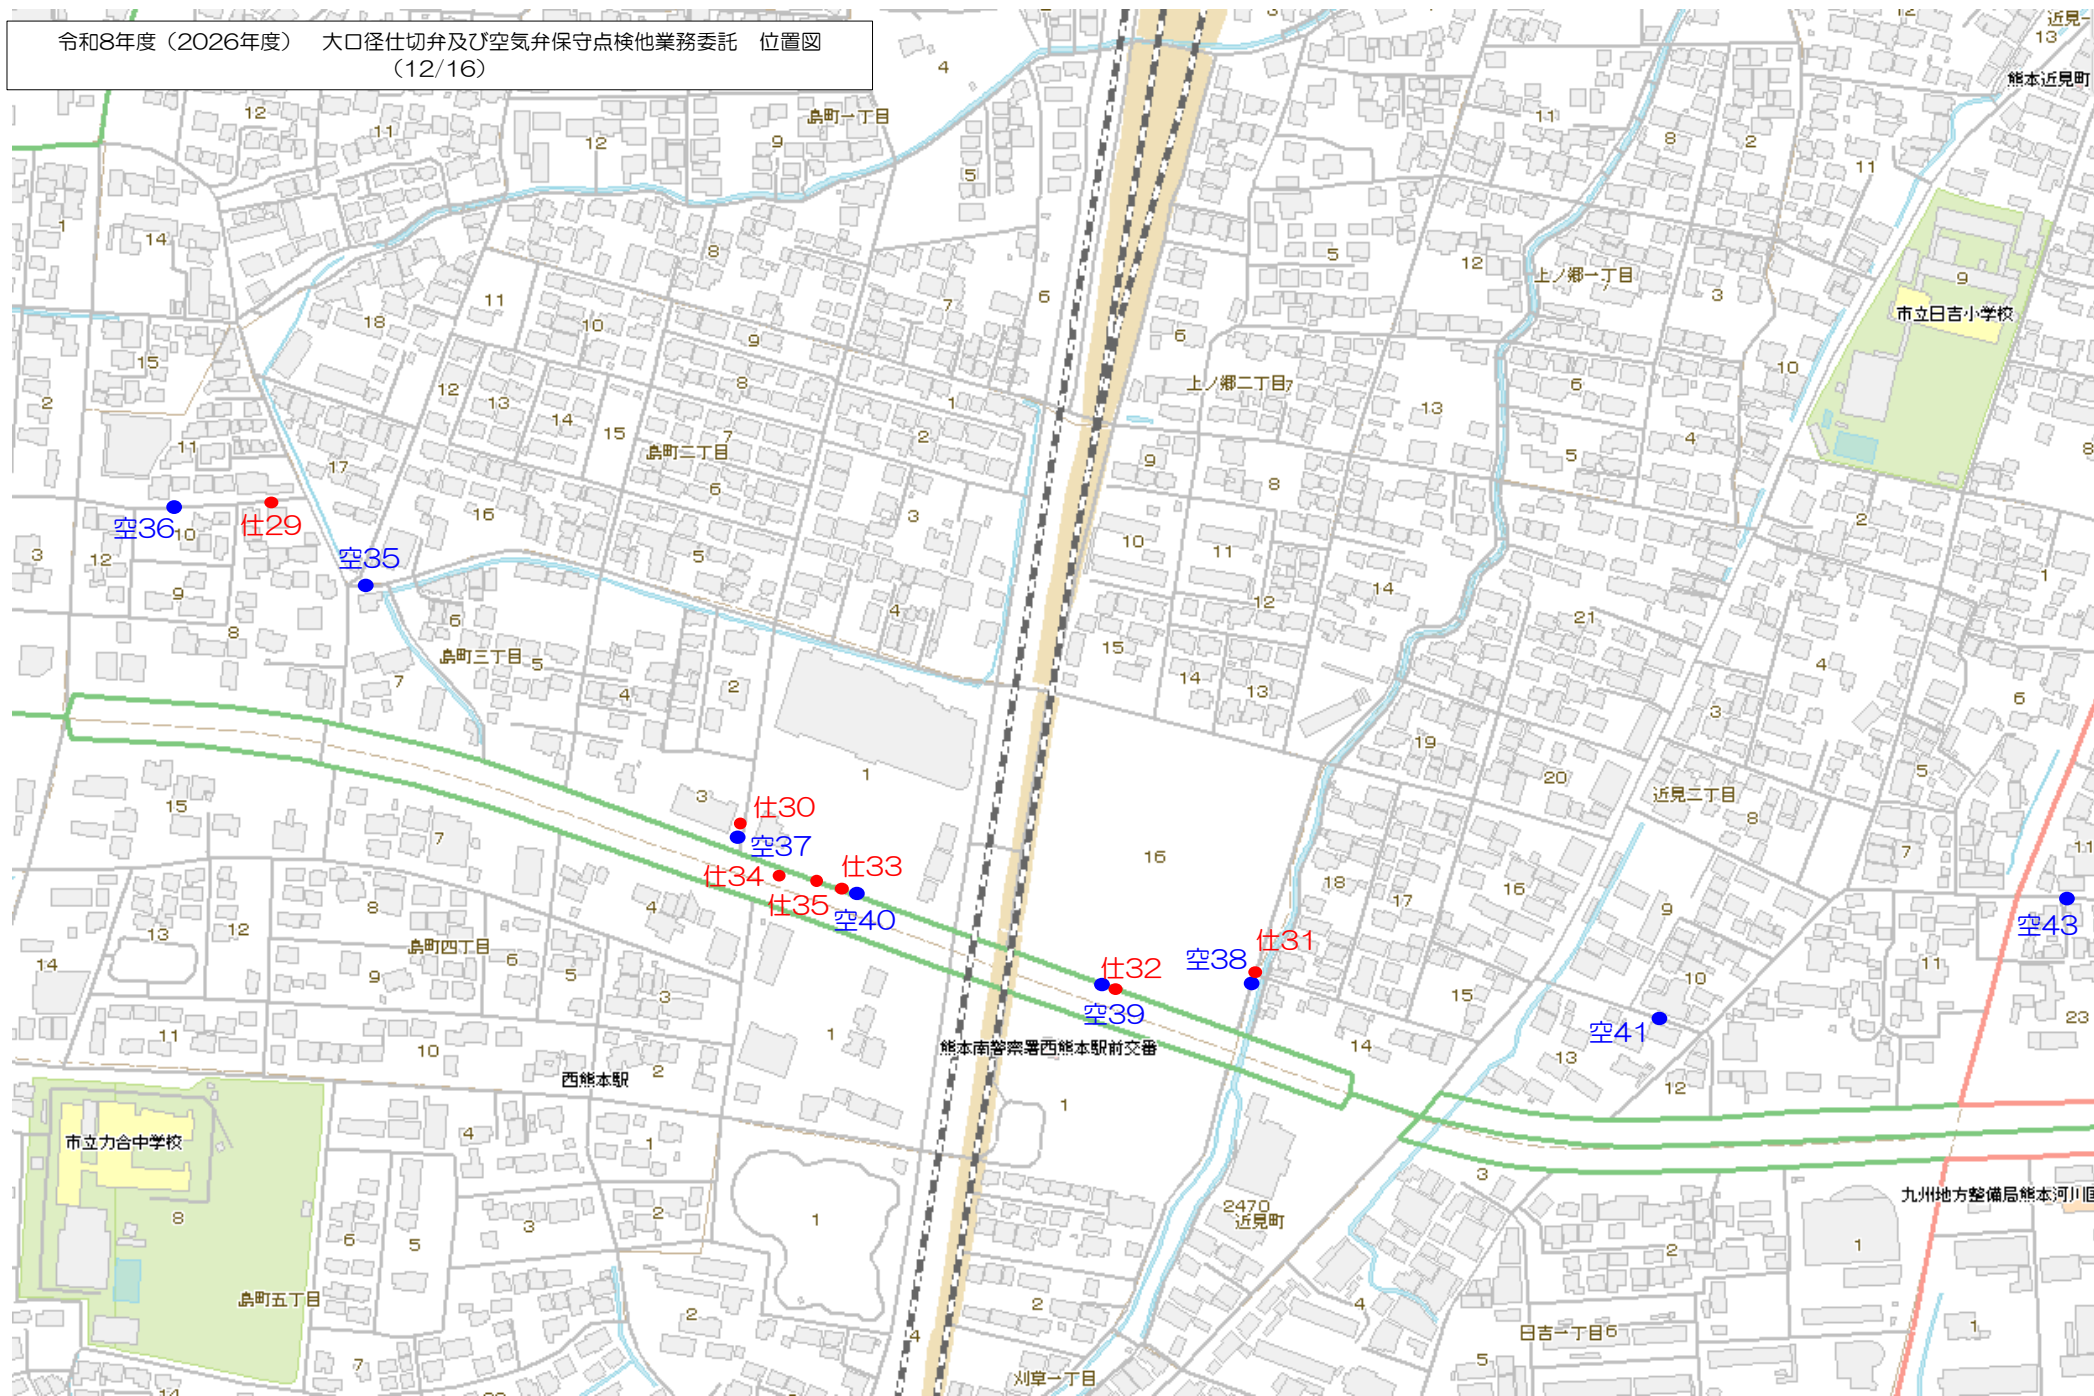 令和8年度（2026年度）　大口径仕切弁及び空気弁保守点検他業務委託　位置図
（12/16）
熊本近見町
島町一丁目
上ノ郷一丁目
市立日吉小学校
上ノ郷二丁目
島町二丁目
空36
仕29
空35
島町三丁目
近見二丁目
仕30
空37
仕34
仕33
仕35
空40
空43
島町四丁目
仕31
空38
仕32
空39
空41
熊本南警察署西熊本駅前交番
西熊本駅
市立力合中学校
九州地方整備局熊本河川国
2470
近見町
島町五丁目
日吉一丁目
刈草一丁目